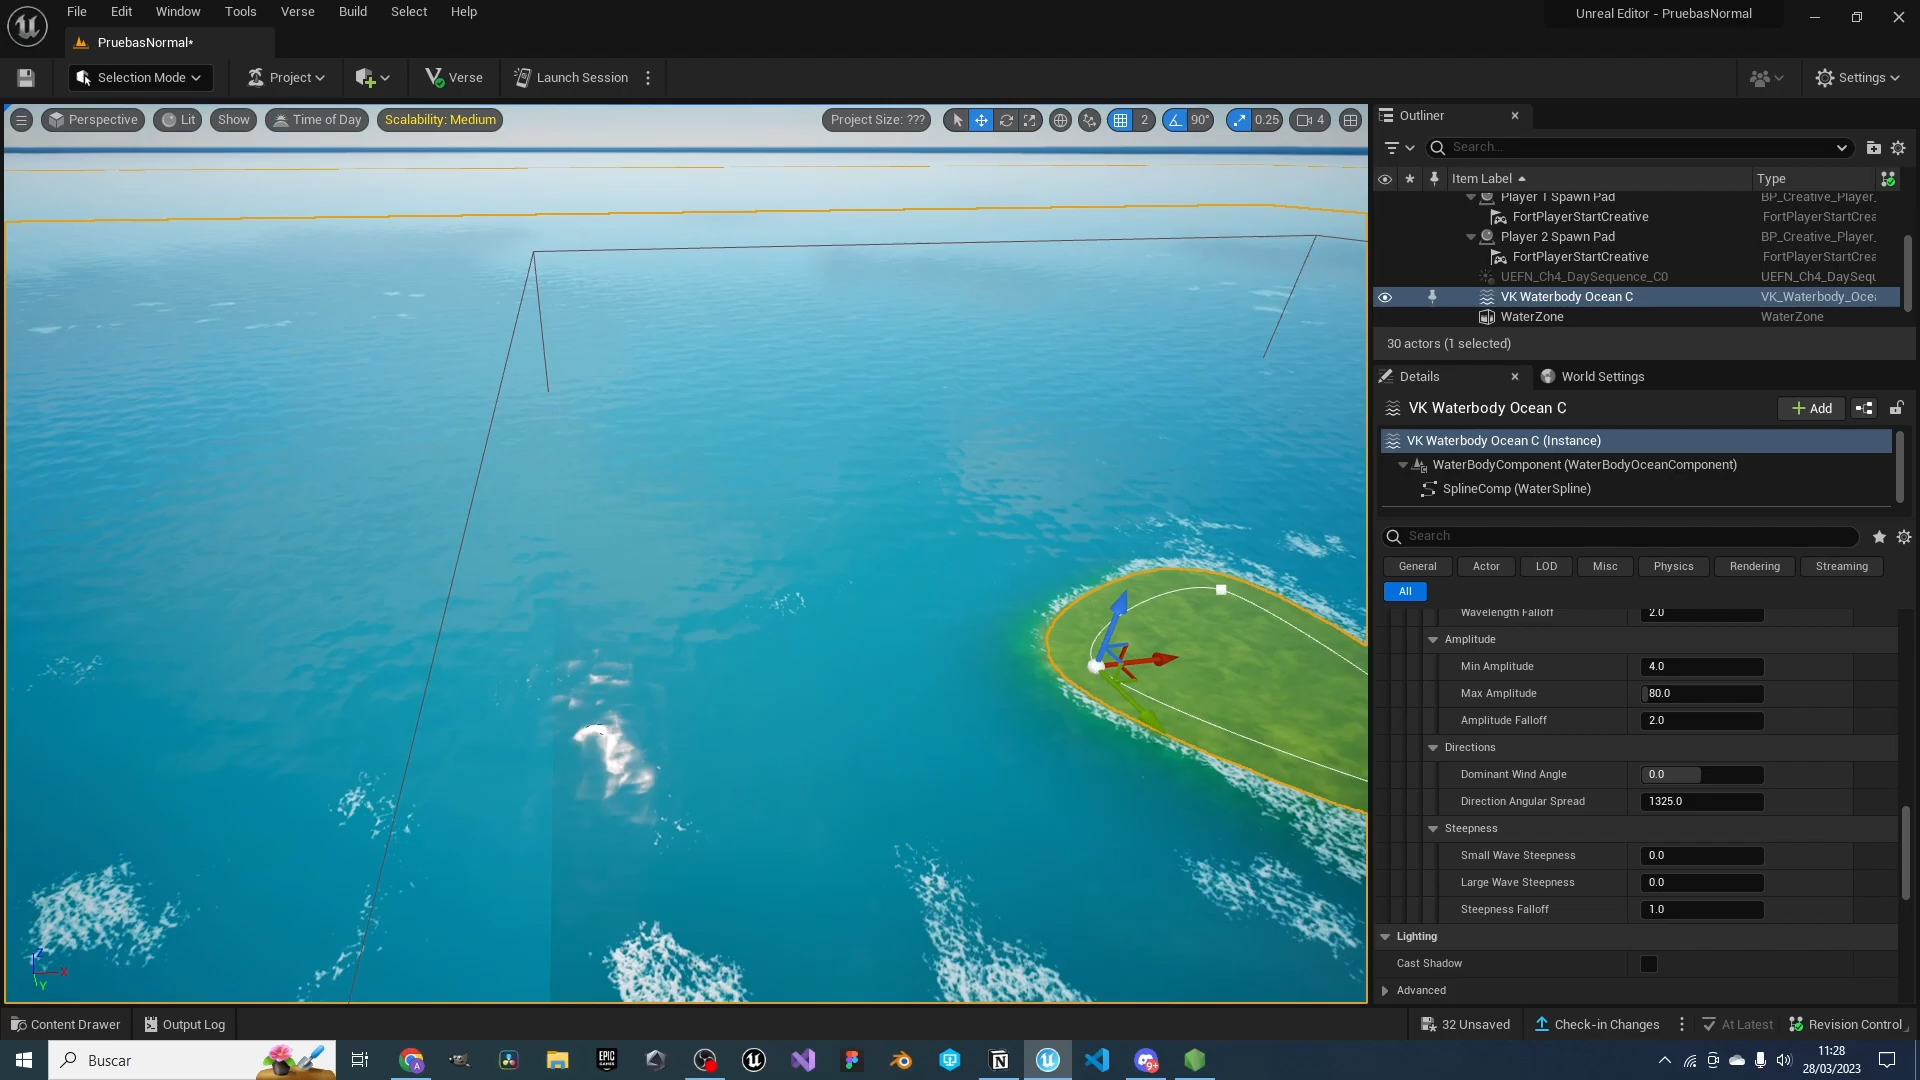 File Edit Window Tools Verse Build Select Help
Unreal Editor - PruebasNormal
PruebasNormal*
Selection Mode
Project
Verse
Launch Session
Settings
Perspective
Lit
Show
Time of Day
Scalability: Medium
Project Size: ???
2
90°
0.25
4
Outliner
Search...
Item Label
Type
Player 1 Spawn Pad BP_Creative_Player_
FortPlayerStartCreative FortPlayerStartCrea
Player 2 Spawn Pad BP_Creative_Player_
FortPlayerStartCreative FortPlayerStartCrea
UEFN_Ch4_DaySequence_C0 UEFN_Ch4_DaySequ
VK Waterbody Ocean C VK_Waterbody_Ocea
WaterZone WaterZone
30 actors (1 selected)
Details
World Settings
VK Waterbody Ocean C
Add
VK Waterbody Ocean C (Instance)
WaterBodyComponent (WaterBodyOceanComponent)
SplineComp (WaterSpline)
Search
General Actor LOD Misc Physics Rendering Streaming
All
Wavelength Falloff 2.0
Amplitude
Min Amplitude 4.0
Max Amplitude 80.0
Amplitude Falloff 2.0
Directions
Dominant Wind Angle 0.0
Direction Angular Spread 1325.0
Steepness
Small Wave Steepness 0.0
Large Wave Steepness 0.0
Steepness Falloff 1.0
Lighting
Cast Shadow
Advanced
Z
X
Y
Content Drawer
Output Log
32 Unsaved
Check-in Changes
At Latest
Revision Control
Buscar
EPIC GAMES
9+
11:28
28/03/2023